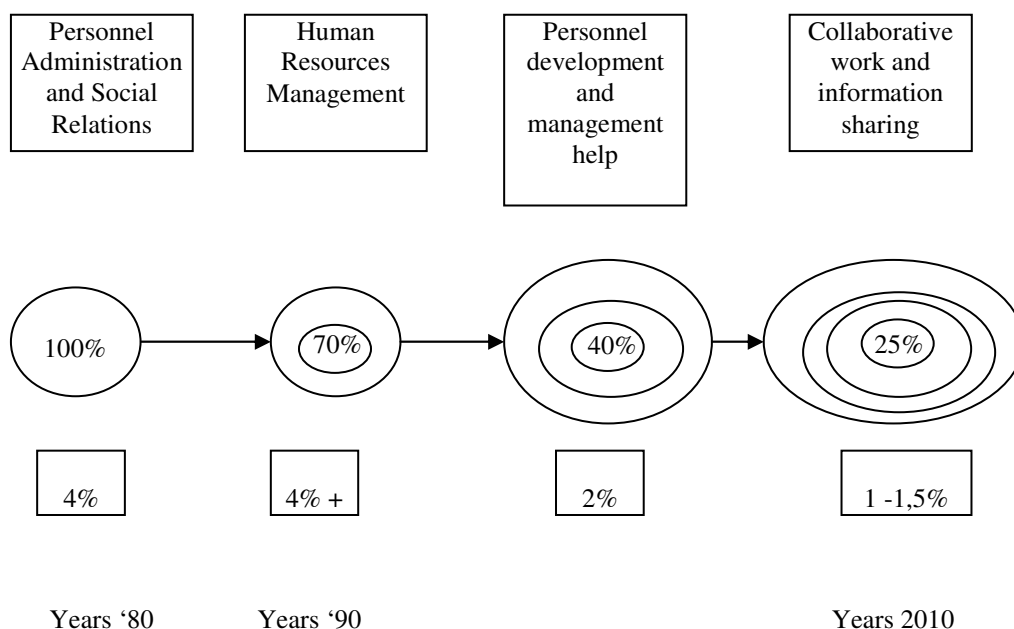 Personnel
Administration
and Social
Relations
Human
Resources
Management
Personnel
development
and
management
help
Collaborative
work and
information
sharing
100%
70%
40%
25%
4%
4% +
2%
1 -1,5%
Years ‘80
Years ‘90
Years 2010